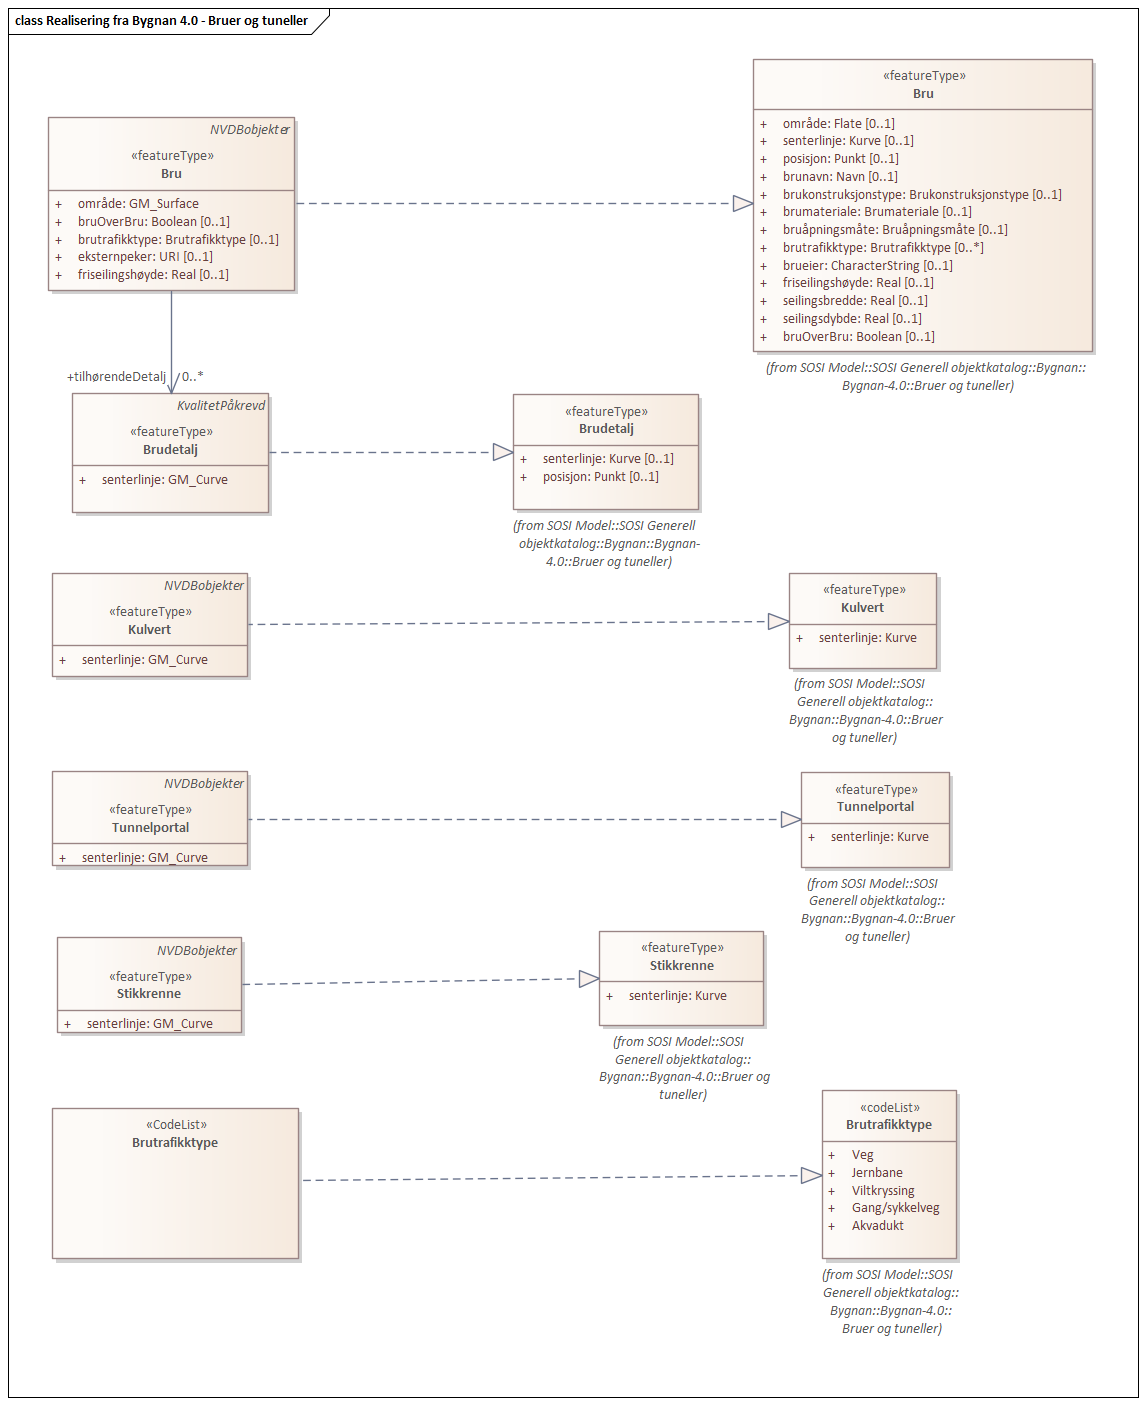 class Realisering fra Bygnan 4.0 - Bruer og tuneller
NVDBobjekter
«featureType»
Bru
+ område: GM_Surface
+ bruOverBru: Boolean [0..1]
+ brutrafikktype: Brutrafikktype [0..1]
+ eksternpeker: URI [0..1]
+ friseilingshøyde: Real [0..1]
«featureType»
Bru
+ område: Flate [0..1]
+ senterlinje: Kurve [0..1]
+ posisjon: Punkt [0..1]
+ brunavn: Navn [0..1]
+ brukonstruksjonstype: Brukonstruksjonstype [0..1]
+ brumateriale: Brumateriale [0..1]
+ bruåpningsmåte: Bruåpningsmåte [0..1]
+ brutrafikktype: Brutrafikktype [0..*]
+ brueier: CharacterString [0..1]
+ friseilingshøyde: Real [0..1]
+ seilingsbredde: Real [0..1]
+ seilingsdybde: Real [0..1]
+ bruOverBru: Boolean [0..1]
(from SOSI Model::SOSI Generell objektkatalog::Bygnan::
Bygnan-4.0::Bruer og tuneller)
+tilhørendeDetalj 0..*
KvalitetPåkrevd
«featureType»
Brudetalj
+ senterlinje: GM_Curve
«featureType»
Brudetalj
+ senterlinje: Kurve [0..1]
+ posisjon: Punkt [0..1]
(from SOSI Model::SOSI Generell
objektkatalog::Bygnan::Bygnan-
4.0::Bruer og tuneller)
NVDBobjekter
«featureType»
Kulvert
+ senterlinje: GM_Curve
«featureType»
Kulvert
+ senterlinje: Kurve
(from SOSI Model::SOSI
Generell objektkatalog::
Bygnan::Bygnan-4.0::Bruer
og tuneller)
NVDBobjekter
«featureType»
Tunnelportal
+ senterlinje: GM_Curve
«featureType»
Tunnelportal
+ senterlinje: Kurve
(from SOSI Model::SOSI
Generell objektkatalog::
Bygnan::Bygnan-4.0::Bruer
og tuneller)
NVDBobjekter
«featureType»
Stikkrenne
+ senterlinje: GM_Curve
«featureType»
Stikkrenne
+ senterlinje: Kurve
(from SOSI Model::SOSI
Generell objektkatalog::
Bygnan::Bygnan-4.0::Bruer og
tuneller)
«CodeList»
Brutrafikktype
«codeList»
Brutrafikktype
+ Veg
+ Jernbane
+ Viltkryssing
+ Gang/sykkelveg
+ Akvadukt
(from SOSI Model::SOSI
Generell objektkatalog::
Bygnan::Bygnan-4.0::
Bruer og tuneller)